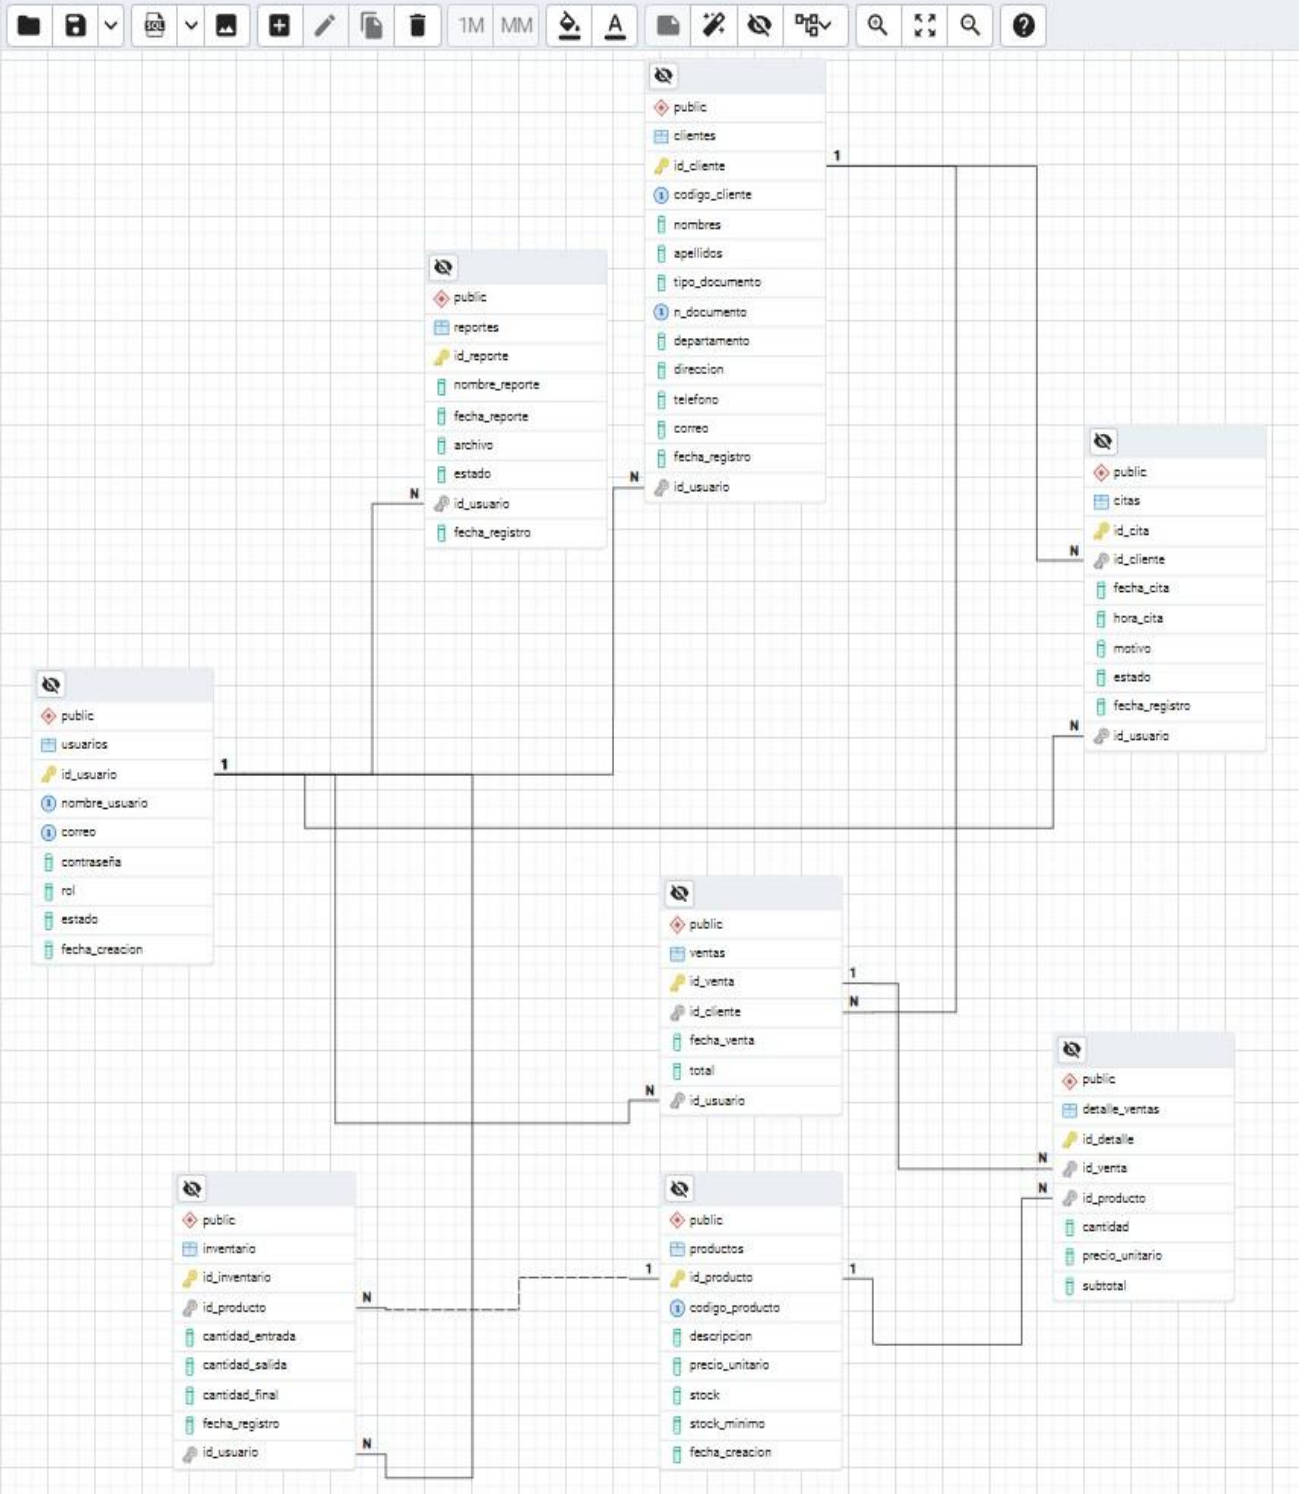 SQL
1M
MM
A
public
clientes
id_cliente
codigo_cliente
nombres
apellidos
tipo_documento
n_documento
departamento
direccion
telefono
correo
fecha_registro
id_usuario
1
N
public
reportes
id_reporte
nombre_reporte
fecha_reporte
archivo
estado
id_usuario
fecha_registro
N
public
citas
id_cita
id_cliente
fecha_cita
hora_cita
motivo
estado
fecha_registro
id_usuario
N
N
public
usuarios
id_usuario
nombre_usuario
correo
contraseña
rol
estado
fecha_creacion
1
public
ventas
id_venta
id_cliente
fecha_venta
total
id_usuario
1
N
N
public
detalle_ventas
id_detalle
id_venta
id_producto
cantidad
precio_unitario
subtotal
N
N
public
inventario
id_inventario
id_producto
cantidad_entrada
cantidad_salida
cantidad_final
fecha_registro
id_usuario
N
N
public
productos
id_producto
codigo_producto
descripcion
precio_unitario
stock
stock_minimo
fecha_creacion
1
1